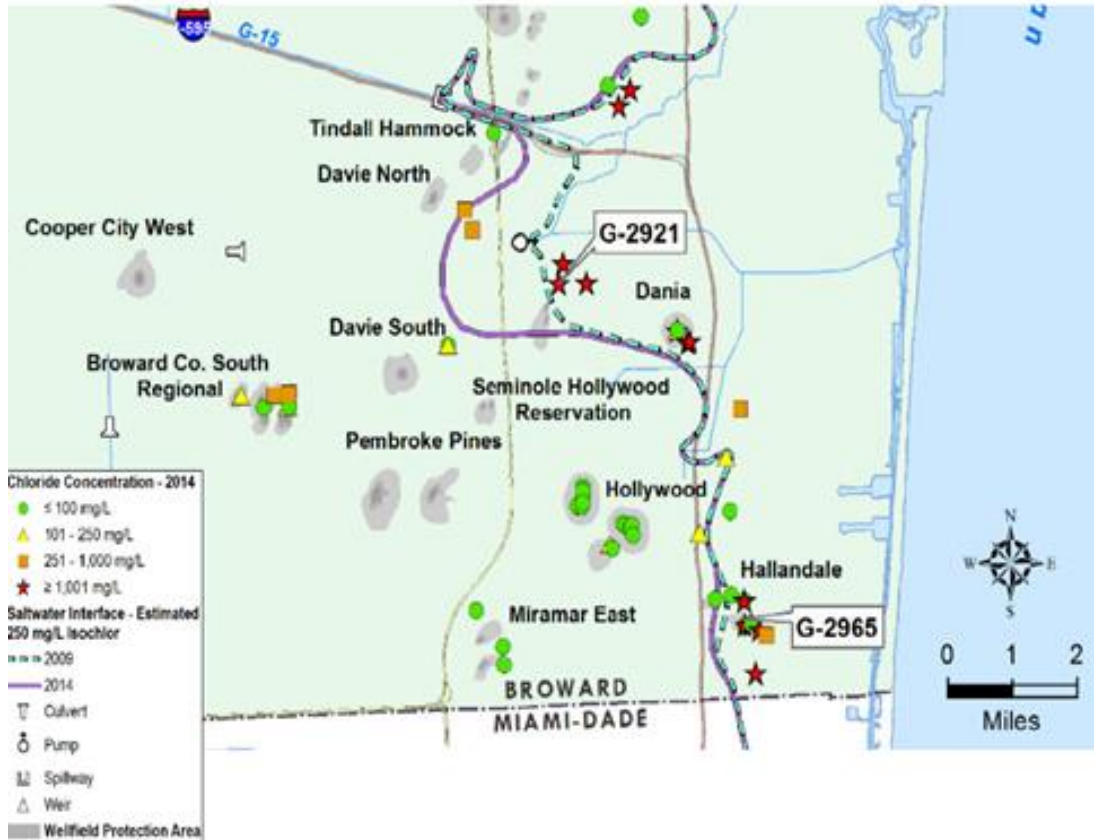 G-15
Tindall Hammock
Davie North
Cooper City West
G-2921
Dania
Davie South
Broward Co. South
Regional
Seminole Hollywood
Reservation
Pembroke Pines
Hollywood
Hallandale
Miramar East
G-2965
BROWARD
MIAMI-DADE
Chloride Concentration - 2014
≤ 100 mg/L
101 - 250 mg/L
251 - 1,000 mg/L
≥ 1,001 mg/L
Saltwater Interface - Estimated
250 mg/L Isochlor
2009
2014
Culvert
Pump
Spillway
Weir
Wellfield Protection Area
N
W E
S
0 1 2
Miles